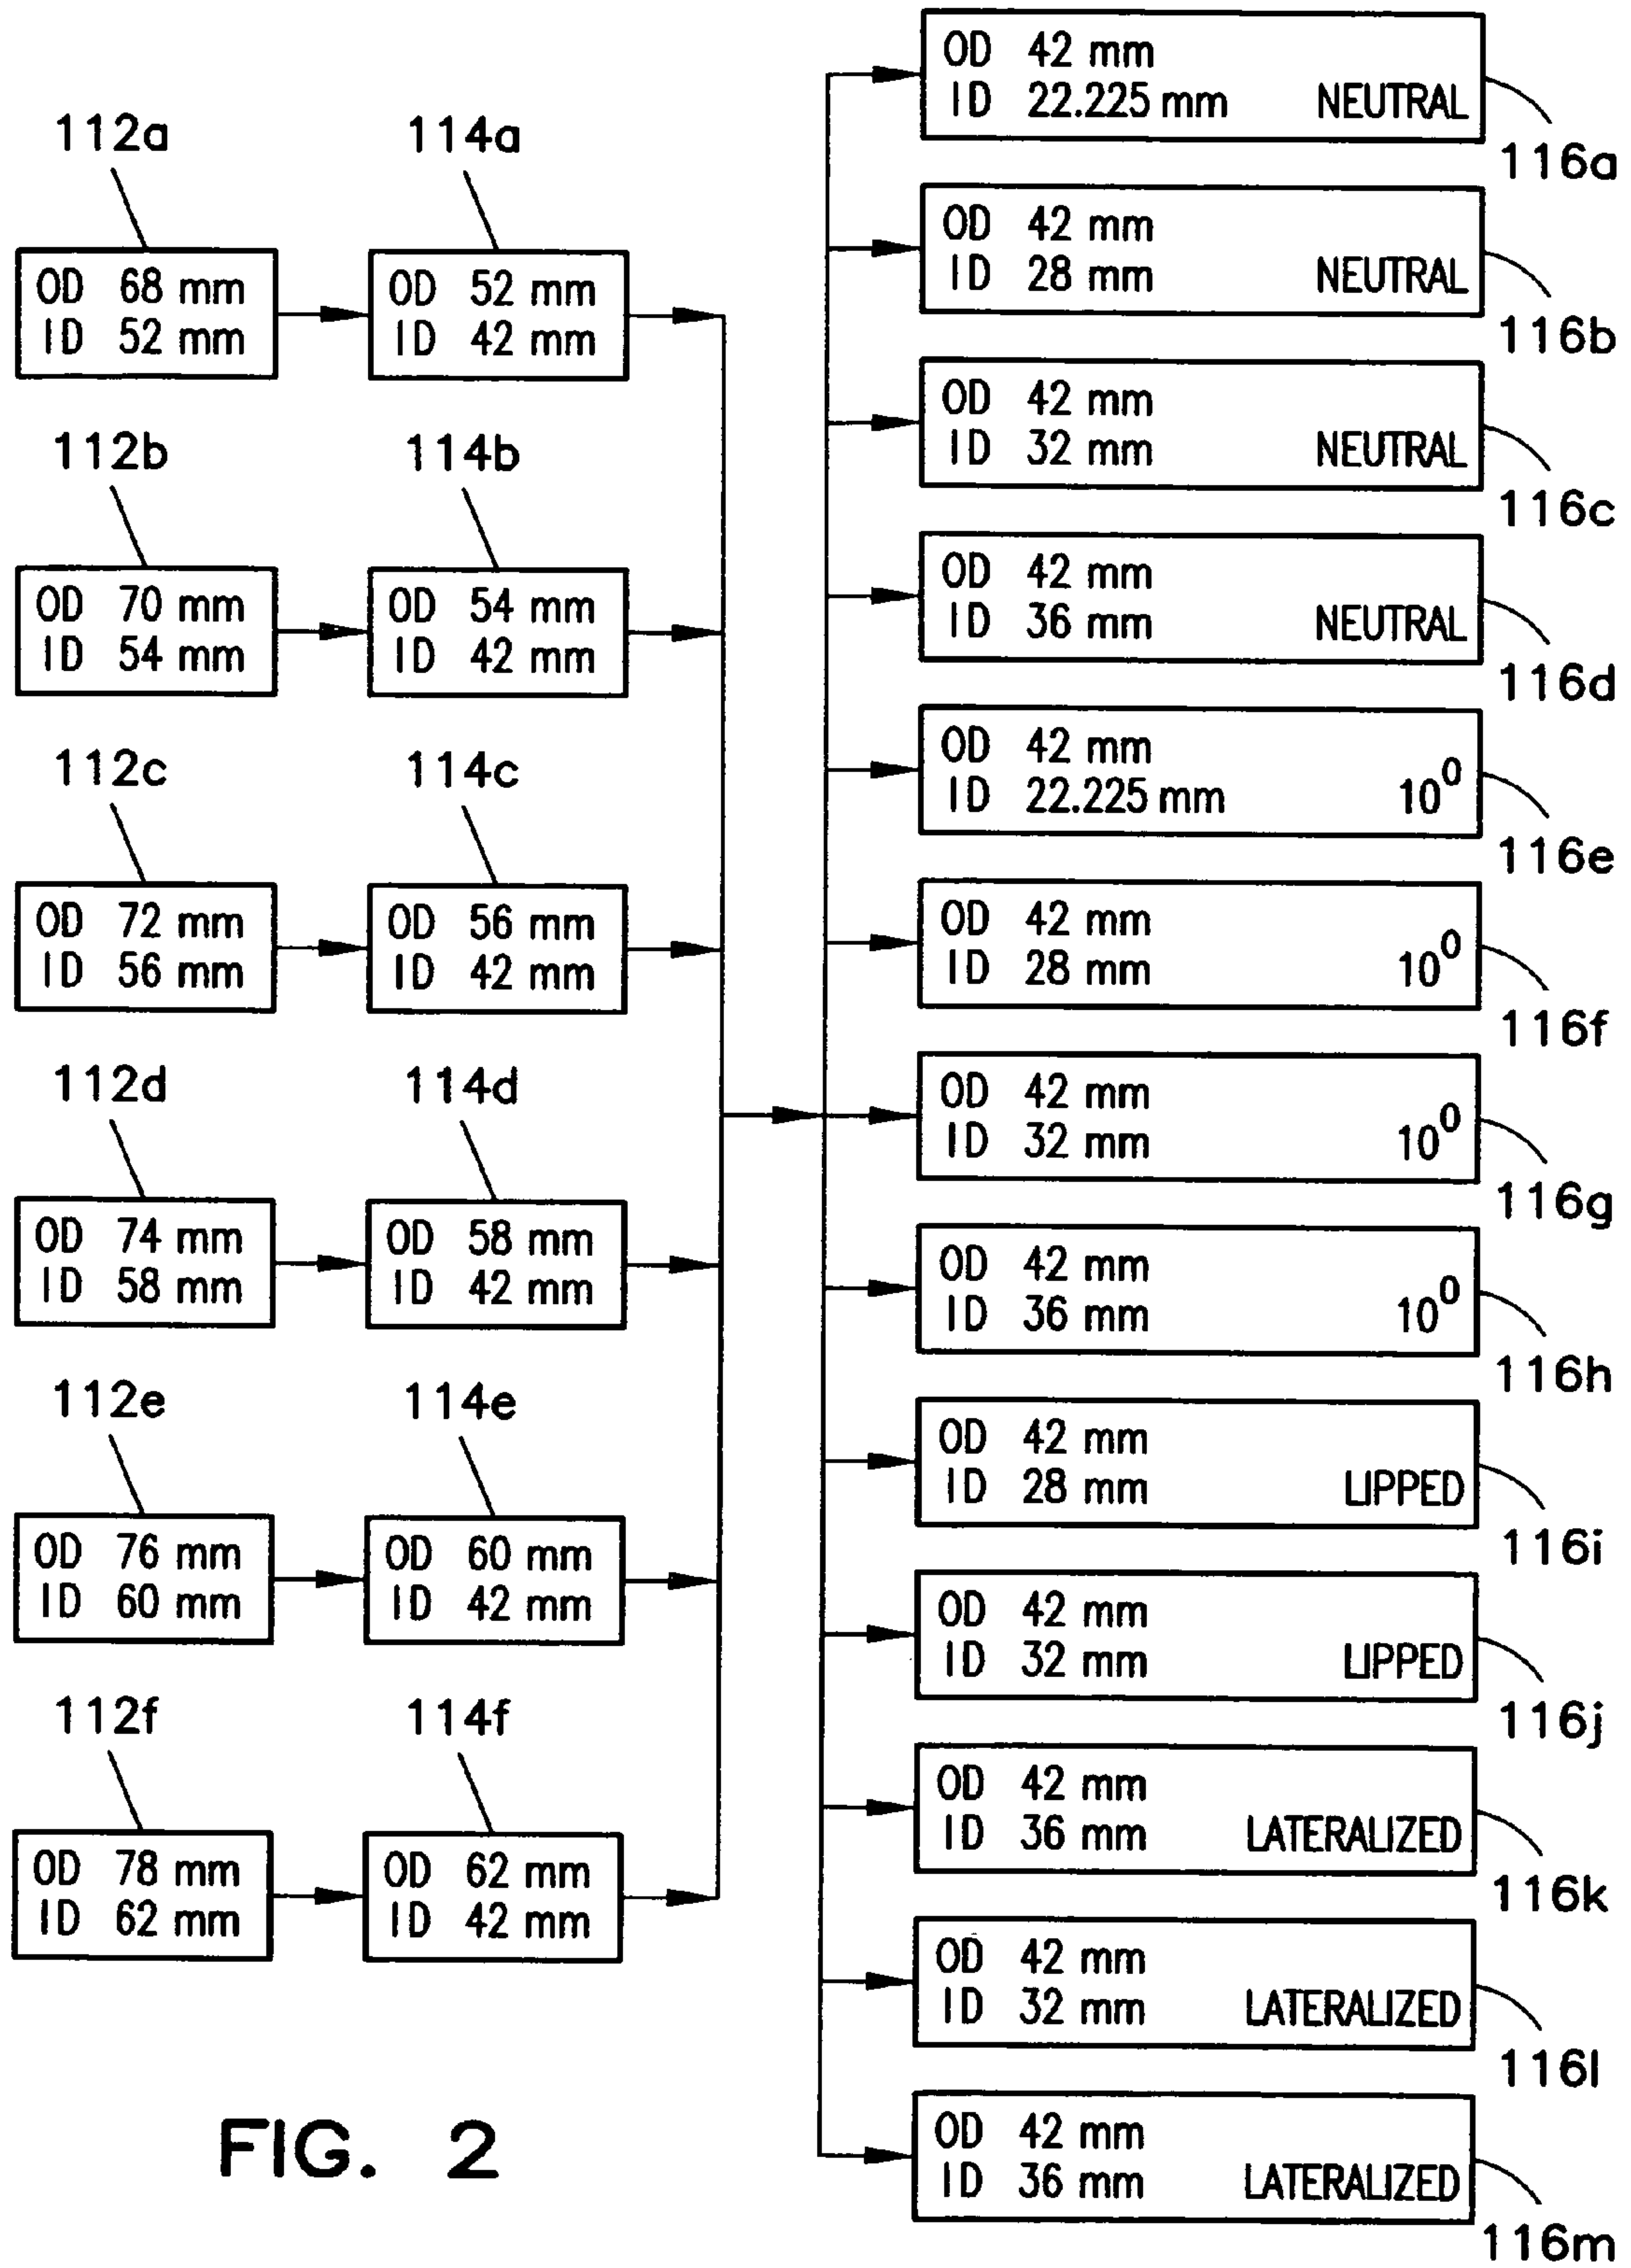 112a
OD 68 mm
ID 52 mm
114a
OD 52 mm
ID 42 mm
112b
OD 70 mm
ID 54 mm
114b
OD 54 mm
ID 42 mm
112c
OD 72 mm
ID 56 mm
114c
OD 56 mm
ID 42 mm
112d
OD 74 mm
ID 58 mm
114d
OD 58 mm
ID 42 mm
112e
OD 76 mm
ID 60 mm
114e
OD 60 mm
ID 42 mm
112f
OD 78 mm
ID 62 mm
114f
OD 62 mm
ID 42 mm
OD 42 mm
ID 22.225 mm NEUTRAL
116a
OD 42 mm
ID 28 mm NEUTRAL
116b
OD 42 mm
ID 32 mm NEUTRAL
116c
OD 42 mm
ID 36 mm NEUTRAL
116d
OD 42 mm
ID 22.225 mm 10⁰
116e
OD 42 mm
ID 28 mm 10⁰
116f
OD 42 mm
ID 32 mm 10⁰
116g
OD 42 mm
ID 36 mm 10⁰
116h
OD 42 mm
ID 28 mm LIPPED
116i
OD 42 mm
ID 32 mm LIPPED
116j
OD 42 mm
ID 36 mm LATERALIZED
116k
OD 42 mm
ID 32 mm LATERALIZED
116l
OD 42 mm
ID 36 mm LATERALIZED
116m
FIG. 2